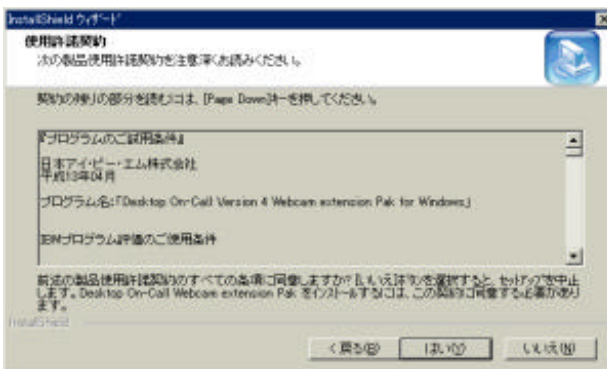 InstallShield ウィザード
使用許諾契約
次の製品使用許諾契約を注意深くお読みください。
契約の残りの部分を読むには、[Page Down]キーを押してください。
『プログラムのご試用条件』
日本アイ・ビー・エム株式会社
平成13年04月
プログラム名:「Desktop On-Call Version 4 Webcam extension Pak for Windows」
IBMプログラム評価のご使用条件
前述の製品使用許諾契約のすべての条項に同意しますか? [いいえ]ボタンを選択すると、セットアップを中止
します。Desktop On-Call Webcam extension Pak をインストールするには、この契約に同意する必要があり
ます。
InstallShield
< 戻る(B)
はい(Y)
いいえ(N)